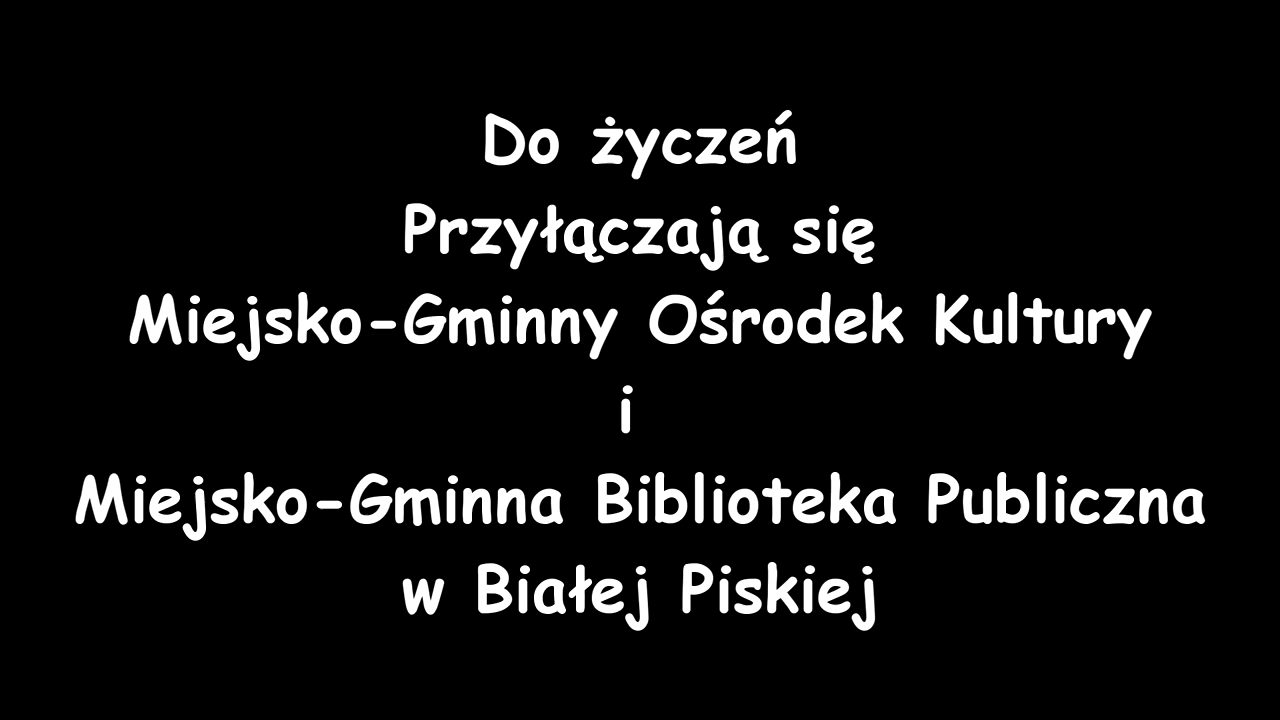 Do życzeń
Przyłączają się
Miejsko-Gminny Ośrodek Kultury
i
Miejsko-Gminna Biblioteka Publiczna
w Białej Piskiej